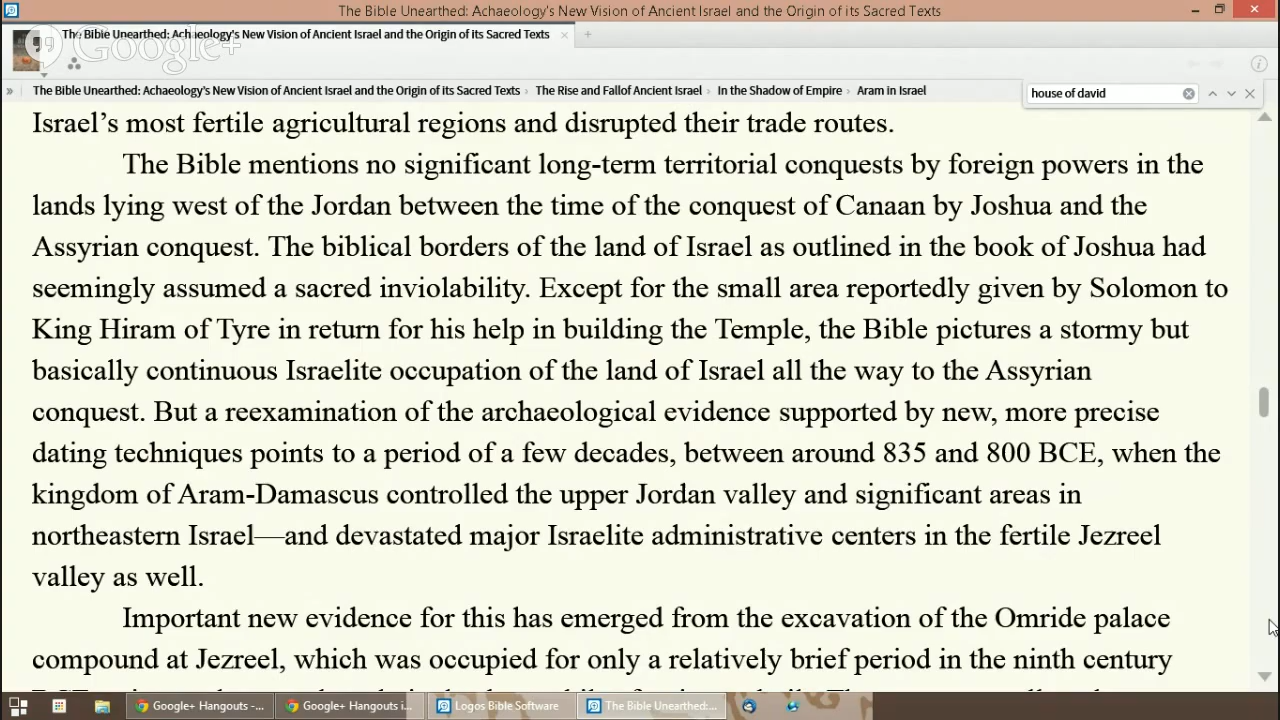 The Bible Unearthed: Achaeology's New Vision of Ancient Israel and the Origin of its Sacred Texts
The Bible Unearthed: Achaeology's New Vision of Ancient Israel and the Origin of its Sacred Texts
Google+
The Bible Unearthed: Achaeology's New Vision of Ancient Israel and the Origin of its Sacred Texts › The Rise and Fallof Ancient Israel › In the Shadow of Empire › Aram in Israel
house of david
Israel’s most fertile agricultural regions and disrupted their trade routes.
The Bible mentions no significant long-term territorial conquests by foreign powers in the
lands lying west of the Jordan between the time of the conquest of Canaan by Joshua and the
Assyrian conquest. The biblical borders of the land of Israel as outlined in the book of Joshua had
seemingly assumed a sacred inviolability. Except for the small area reportedly given by Solomon to
King Hiram of Tyre in return for his help in building the Temple, the Bible pictures a stormy but
basically continuous Israelite occupation of the land of Israel all the way to the Assyrian
conquest. But a reexamination of the archaeological evidence supported by new, more precise
dating techniques points to a period of a few decades, between around 835 and 800 BCE, when the
kingdom of Aram-Damascus controlled the upper Jordan valley and significant areas in
northeastern Israel—and devastated major Israelite administrative centers in the fertile Jezreel
valley as well.
Important new evidence for this has emerged from the excavation of the Omride palace
compound at Jezreel, which was occupied for only a relatively brief period in the ninth century
Google+ Hangouts -...
Google+ Hangouts i...
Logos Bible Software
The Bible Unearthed:...